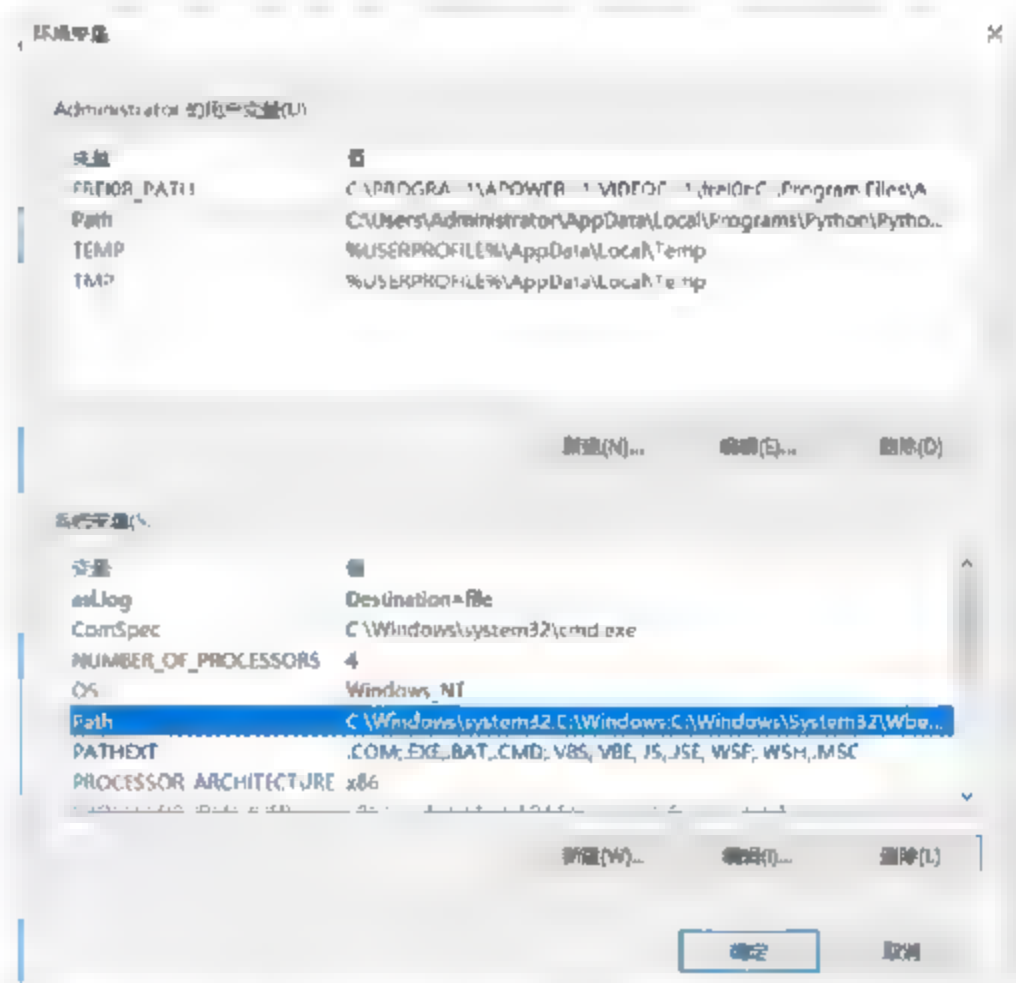 环境变量
Administrator 的用户变量(U)
变量 值
FREI0R_PATH
Path C:\Users\Administrator\AppData\Local\Programs\Python\Pytho...
TEMP %USERPROFILE%\AppData\Local\Temp
TMP %USERPROFILE%\AppData\Local\Temp
新建(N)... 编辑(E)... 删除(D)
系统变量(S)
变量 值
asl.log Destination=file
ComSpec C:\Windows\system32\cmd.exe
NUMBER_OF_PROCESSORS 4
OS Windows_NT
Path C:\Windows\system32;C:\Windows;C:\Windows\System32\Wbe...
PATHEXT .COM;.EXE;.BAT;.CMD;.VBS;.VBE;.JS;.JSE;.WSF;.WSH;.MSC
PROCESSOR_ARCHITECTURE x86
新建(W)... 编辑(I)... 删除(L)
确定 取消